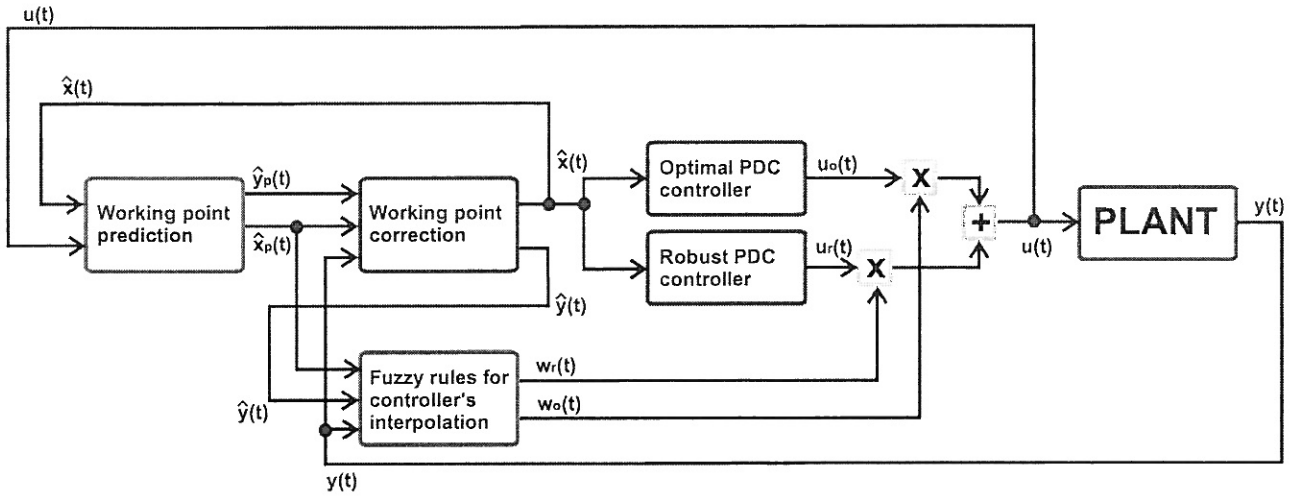 u(t)
x̂(t)
Working point
prediction
ŷp(t)
x̂p(t)
Working point
correction
x̂(t)
ŷ(t)
Optimal PDC
controller
uo(t)
X
Robust PDC
controller
ur(t)
X
+
u(t)
PLANT
y(t)
Fuzzy rules for
controller's
interpolation
wr(t)
wo(t)
ŷ(t)
y(t)